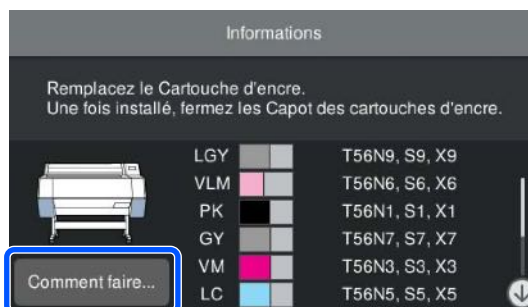 Informations
Remplacez le Cartouche d'encre.
Une fois installé, fermez les Capot des cartouches d'encre.
LGY T56N9, S9, X9
VLM T56N6, S6, X6
PK T56N1, S1, X1
GY T56N7, S7, X7
VM T56N3, S3, X3
LC T56N5, S5, X5
Comment faire...